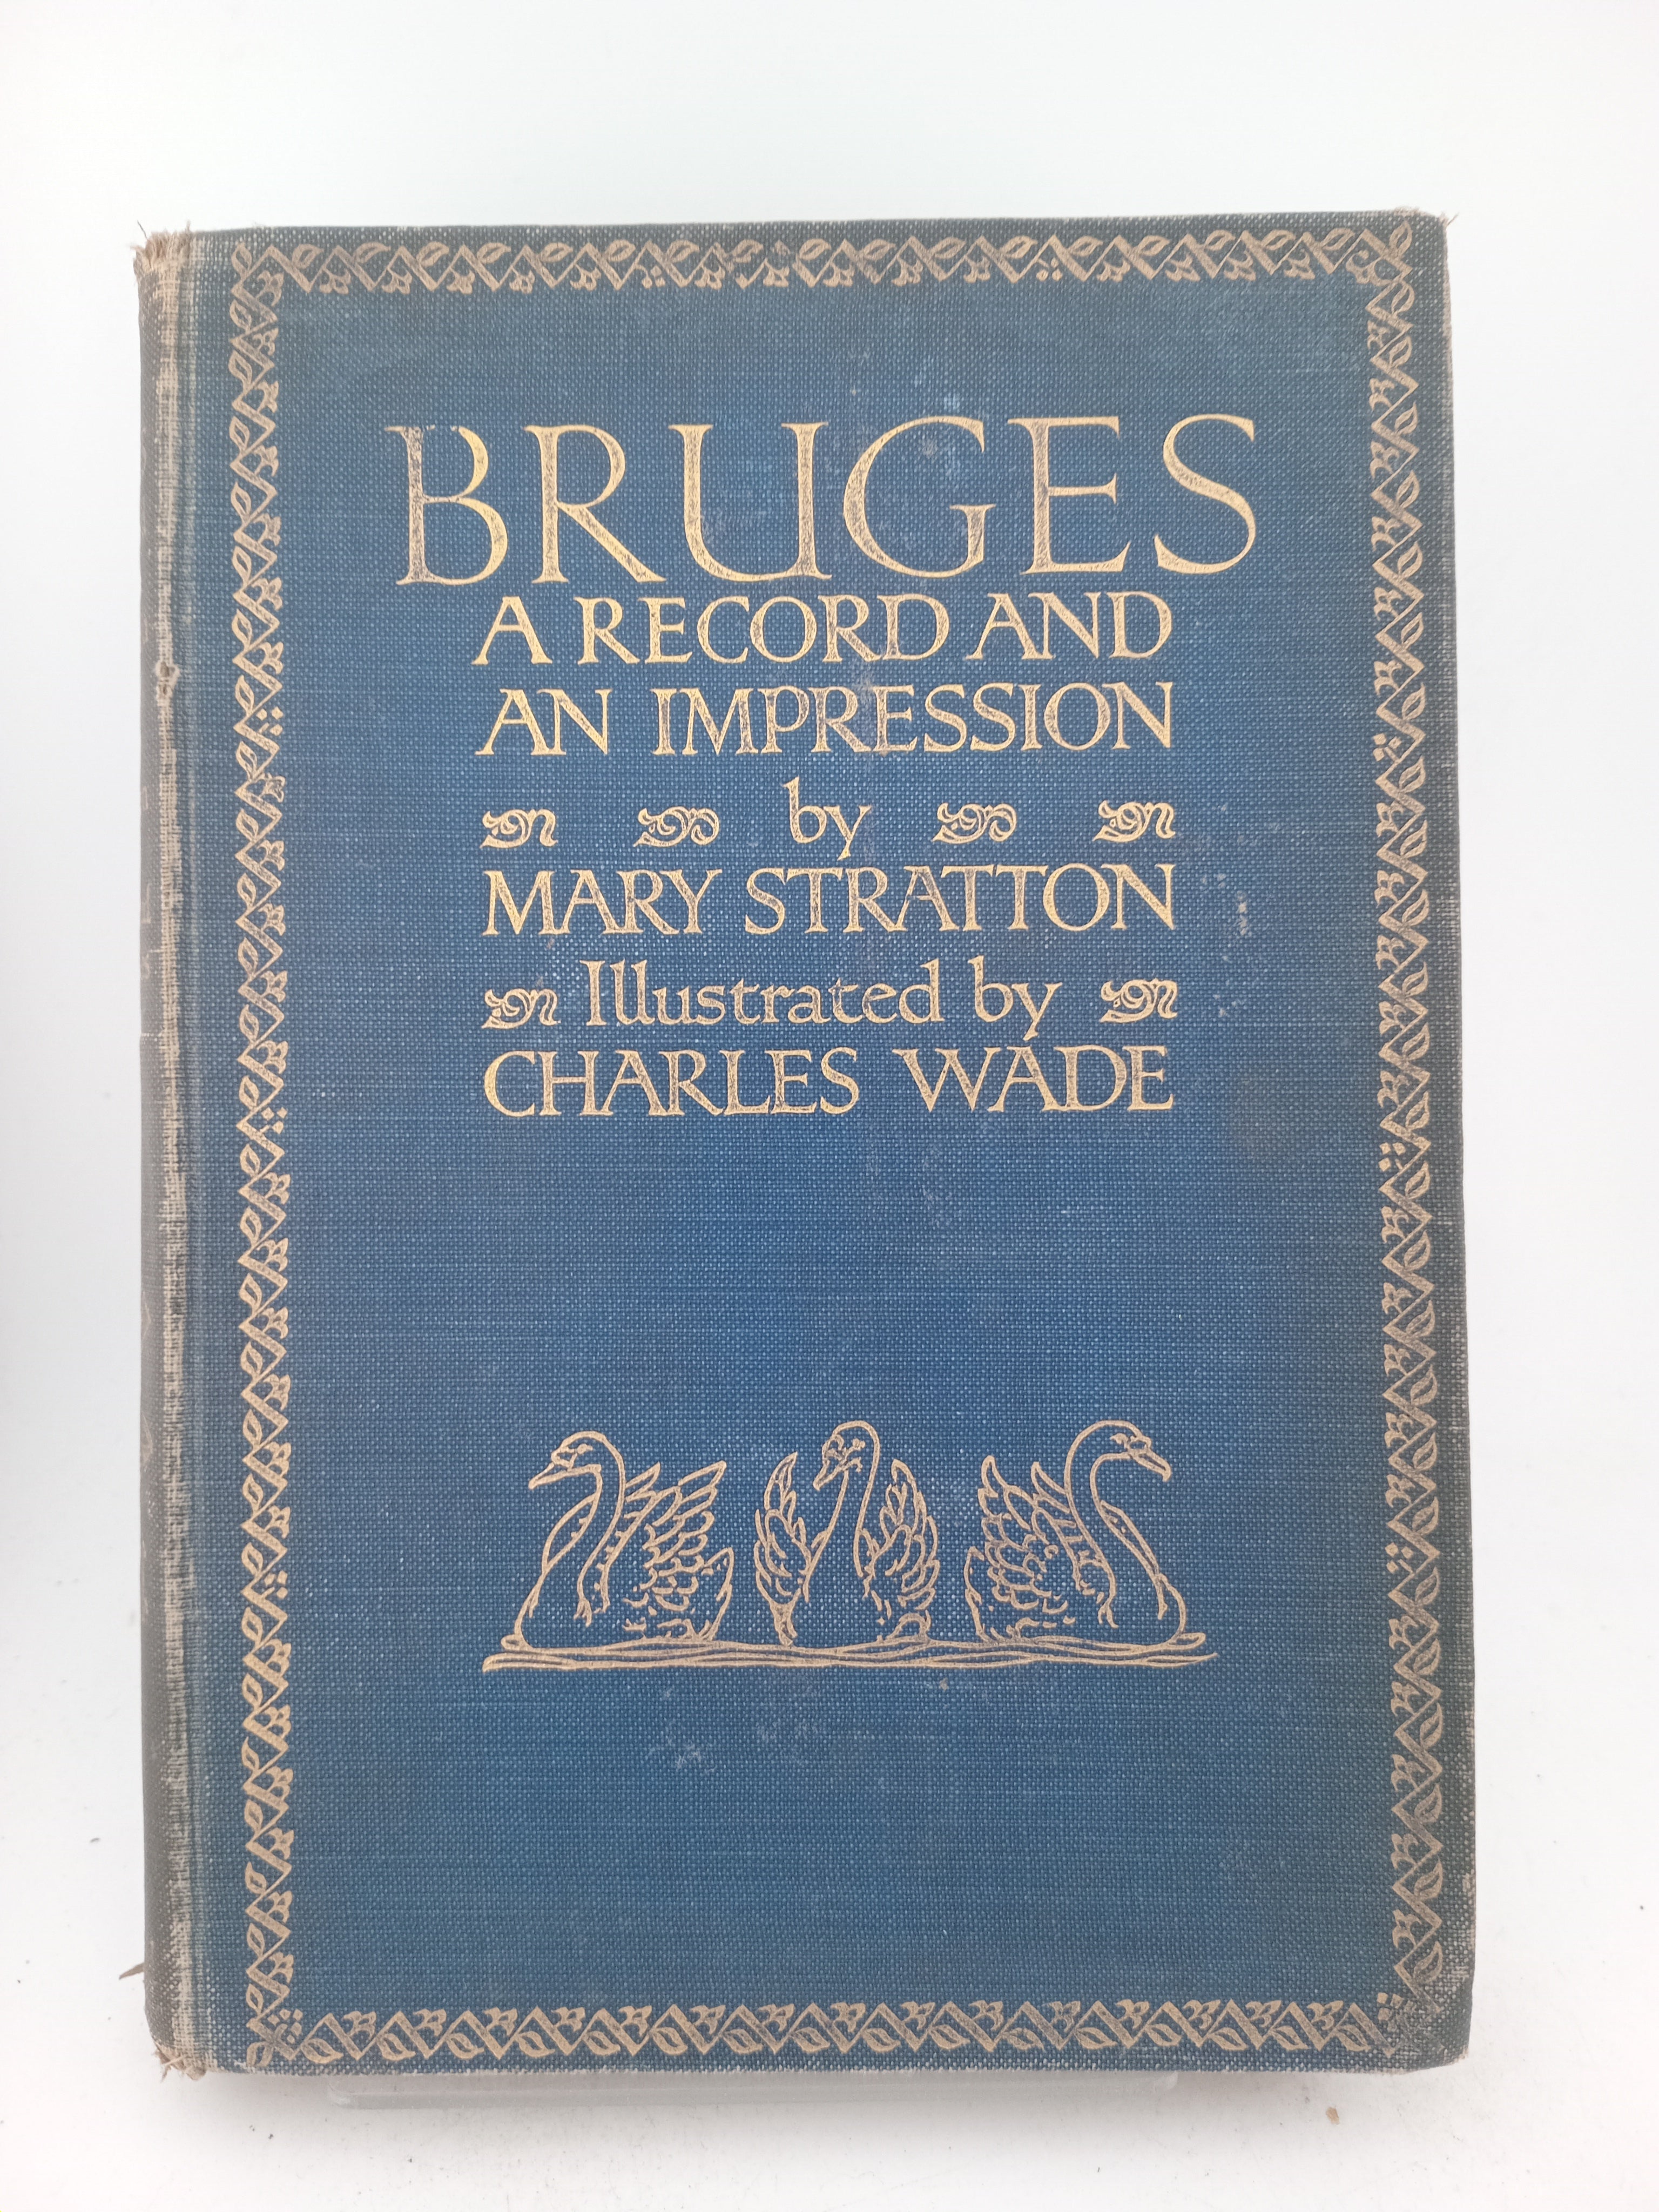 BRUGES
A RECORD AND
AN IMPRESSION
by
MARY STRATTON
Illustrated by
CHARLES WADE